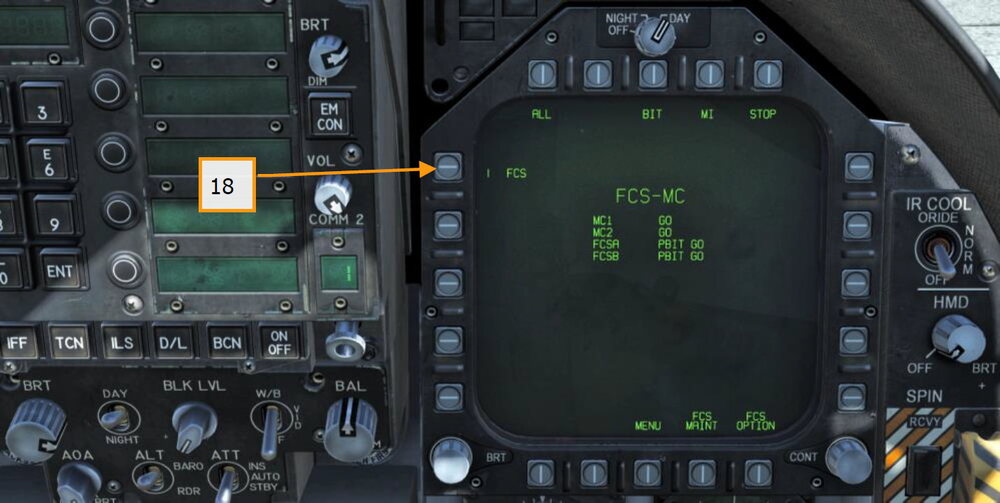 BRT
DIM
EM
CON
VOL
COMM 2
3
E
6
9
0
ENT
18
IFF
TCN
ILS
D/L
BCN
ON
OFF
BRT
DAY
NIGHT
BLK LVL
W/B
V
I
D
F
BAL
AOA
ALT
BARO
RDR
ATT
INS
AUTO
STBY
BRT
NIGHT
DAY
OFF
ALL BIT MI STOP
I FCS
FCS-MC
MC1 GO
MC2 GO
FCSA PBIT GO
FCSB PBIT GO
MENU
FCS
MAINT
FCS
OPTION
BRT
CONT
IR COOL
ORIDE
NORM
OFF
HMD
OFF
BRT
SPIN
RCVY